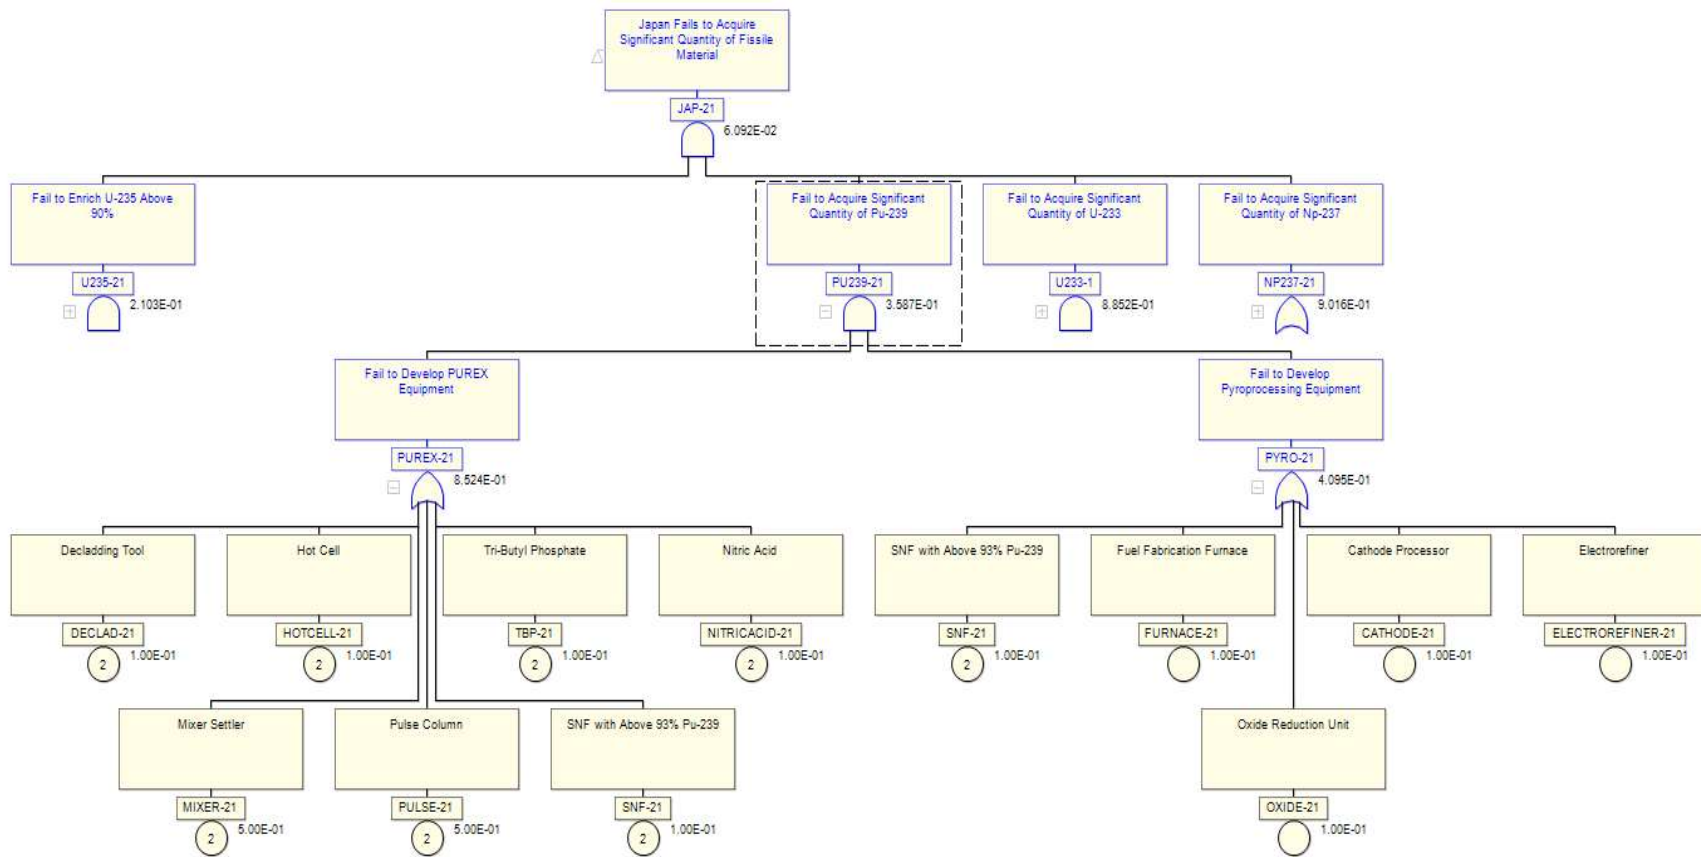 Japan Fails to Acquire
Significant Quantity of Fissile
Material
JAP-21
6.092E-02
Fail to Enrich U-235 Above
90%
U235-21
2.103E-01
Fail to Acquire Significant
Quantity of Pu-239
PU239-21
3.587E-01
Fail to Acquire Significant
Quantity of U-233
U233-1
8.852E-01
Fail to Acquire Significant
Quantity of Np-237
NP237-21
9.016E-01
Fail to Develop PUREX
Equipment
PUREX-21
8.524E-01
Fail to Develop
Pyroprocessing Equipment
PYRO-21
4.095E-01
Decladding Tool
DECLAD-21
2
1.00E-01
Hot Cell
HOTCELL-21
2
1.00E-01
Tri-Butyl Phosphate
TBP-21
2
1.00E-01
Nitric Acid
NITRICACID-21
2
1.00E-01
SNF with Above 93% Pu-239
SNF-21
2
1.00E-01
Fuel Fabrication Furnace
FURNACE-21
1.00E-01
Cathode Processor
CATHODE-21
1.00E-01
Electrorefiner
ELECTROREFINER-21
1.00E-01
Mixer Settler
MIXER-21
2
5.00E-01
Pulse Column
PULSE-21
2
5.00E-01
SNF with Above 93% Pu-239
SNF-21
2
1.00E-01
Oxide Reduction Unit
OXIDE-21
1.00E-01